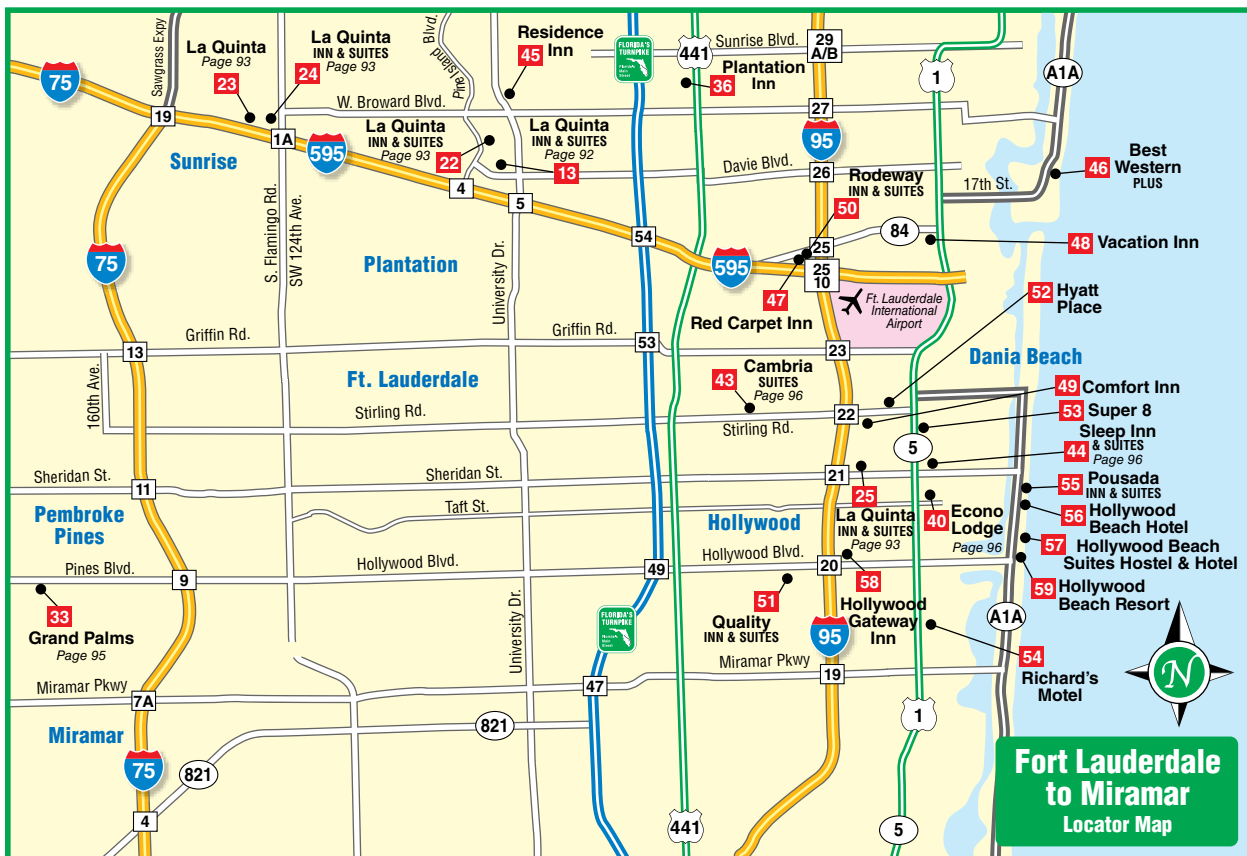 La Quinta
Page 93
23
La Quinta
INN & SUITES
Page 93
24
Residence
Inn
45
Blvd.
Pine Island
Sawgrass Expy
FLORIDA'S
TURNPIKE
441
Sunrise Blvd.
29
A/B
36
Plantation
Inn
1
A1A
75
19
W. Broward Blvd.
27
1A
595
Sunrise
La Quinta
INN & SUITES
Page 93
22
La Quinta
INN & SUITES
Page 92
13
95
Davie Blvd.
26
4
5
Rodeway
INN & SUITES
50
17th St.
46
Best
Western
PLUS
S. Flamingo Rd.
SW 124th Ave.
75
Plantation
University Dr.
54
595
25
84
48
Vacation Inn
25
10
47
Red Carpet Inn
Ft. Lauderdale
International
Airport
52
Hyatt
Place
13
Griffin Rd.
Griffin Rd.
53
23
Dania Beach
160th Ave.
Ft. Lauderdale
43
Cambria
SUITES
Page 96
49
Comfort Inn
Stirling Rd.
Stirling Rd.
22
53
Super 8
5
44
Sleep Inn
& SUITES
Page 96
Sheridan St.
11
Sheridan St.
21
25
La Quinta
INN & SUITES
Page 93
55
Pousada
INN & SUITES
Taft St.
Pembroke
Pines
Hollywood
40
Econo
Lodge
Page 96
56
Hollywood
Beach Hotel
57
Hollywood Beach
Suites Hostel & Hotel
Pines Blvd.
9
Hollywood Blvd.
49
Hollywood Blvd.
20
58
Hollywood
Gateway
Inn
59
Hollywood
Beach Resort
33
Grand Palms
Page 95
University Dr.
FLORIDA'S
TURNPIKE
51
Quality
INN & SUITES
95
A1A
54
Richard's
Motel
N
Miramar Pkwy
7A
47
Miramar Pkwy
19
Miramar
821
1
75
821
4
441
5
Fort Lauderdale
to Miramar
Locator Map